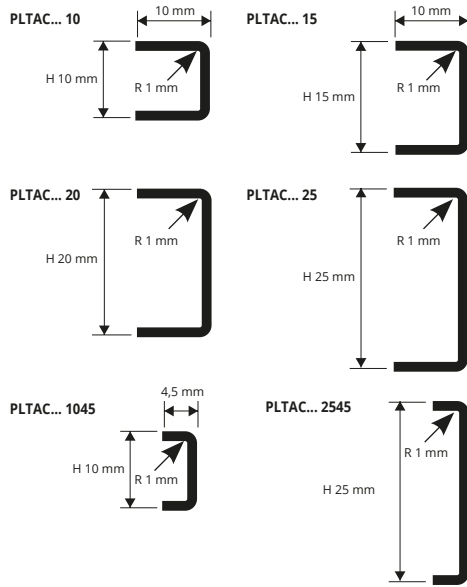 PLTAC... 10
10 mm
H 10 mm
R 1 mm
PLTAC... 15
10 mm
H 15 mm
R 1 mm
PLTAC... 20
H 20 mm
R 1 mm
PLTAC... 25
H 25 mm
R 1 mm
PLTAC... 1045
4,5 mm
H 10 mm
R 1 mm
PLTAC... 2545
H 25 mm
R 1 mm